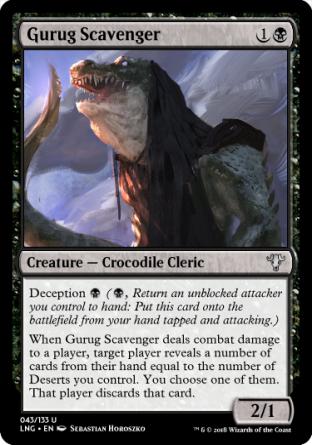 Gurug Scavenger 1
Creature — Crocodile Cleric
Deception (, Return an unblocked attacker
you control to hand: Put this card onto the
battlefield from your hand tapped and attacking.)
When Gurug Scavenger deals combat damage
to a player, target player reveals a number of
cards from their hand equal to the number of
Deserts you control. You choose one of them.
That player discards that card.
2/1
043/133 U
LNG • EN Sebastian Horoszko
™ & © 2018 Wizards of the Coast